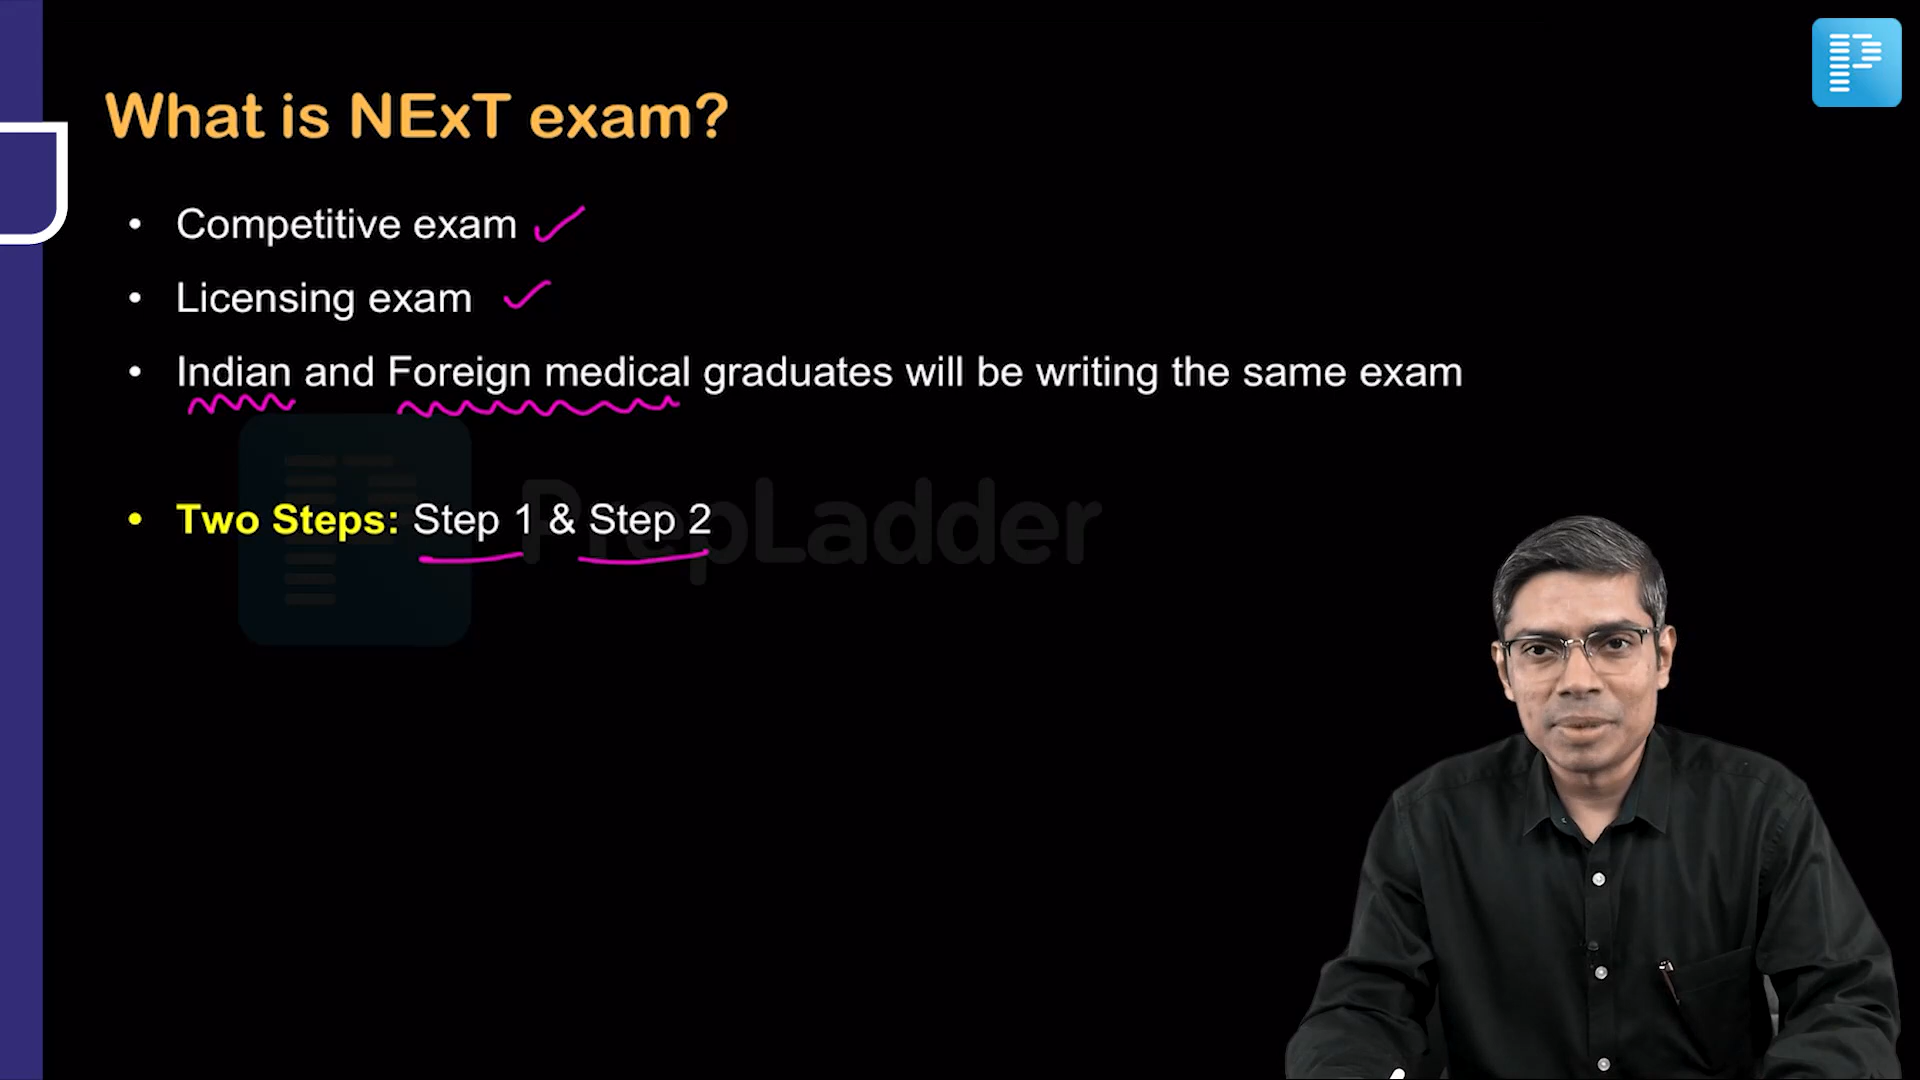 What is NExT exam?
• Competitive exam
• Licensing exam
• Indian and Foreign medical graduates will be writing the same exam
• Two Steps: Step 1 & Step 2
PrepLadder